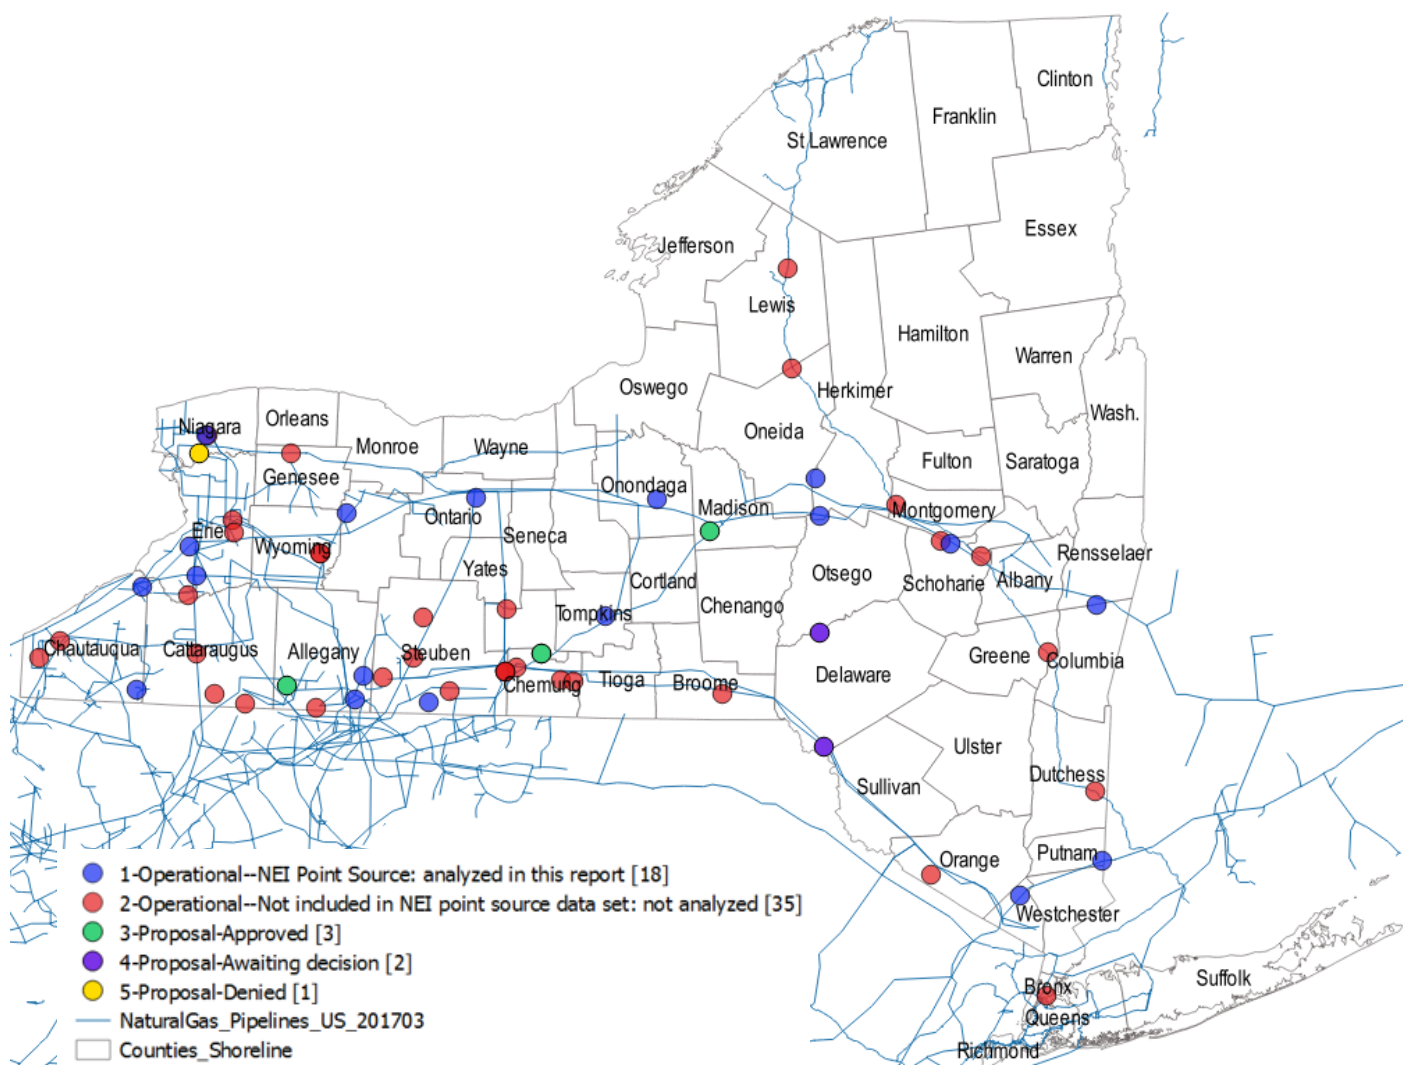 Clinton
Franklin
St Lawrence
Essex
Jefferson
Lewis
Hamilton
Warren
Oswego
Herkimer
Wash.
Niagara
Orleans
Oneida
Monroe
Wayne
Fulton
Saratoga
Genesee
Onondaga
Madison
Montgomery
Ontario
Erie
Seneca
Wyoming
Rensselaer
Yates
Otsego
Schoharie
Albany
Cortland
Chenango
Tompkins
Chautauqua
Cattaraugus
Allegany
Steuben
Greene
Columbia
Chemung
Tioga
Broome
Delaware
Ulster
Dutchess
Sullivan
Orange
Putnam
Westchester
Suffolk
Bronx
Queens
Richmond
1-Operational--NEI Point Source: analyzed in this report [18]
2-Operational--Not included in NEI point source data set: not analyzed [35]
3-Proposal-Approved [3]
4-Proposal-Awaiting decision [2]
5-Proposal-Denied [1]
NaturalGas_Pipelines_US_201703
Counties_Shoreline